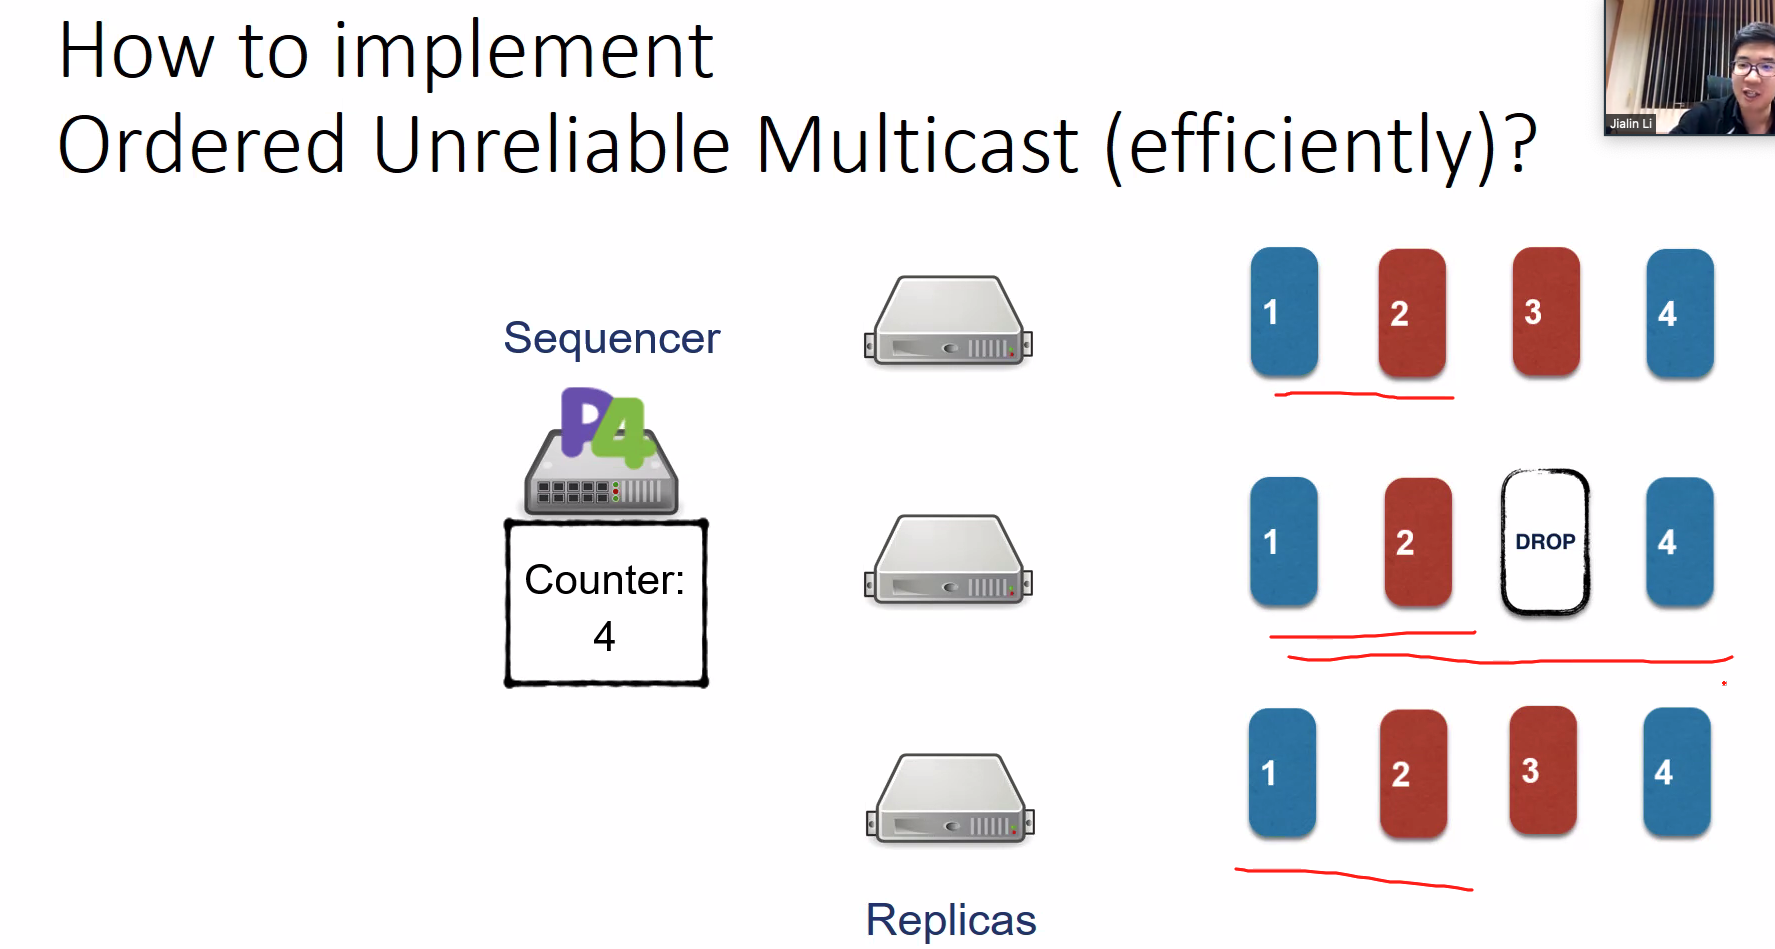 How to implement
Ordered Unreliable Multicast (efficiently)?
Jialin Li
Sequencer
P4
Counter:
4
1 2 3 4
1 2 DROP 4
1 2 3 4
Replicas